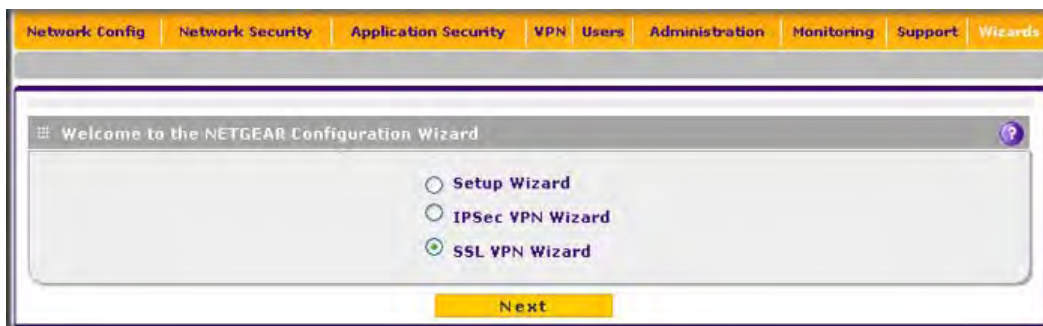 Network Config Network Security Application Security VPN Users Administration Monitoring Support Wizards
Welcome to the NETGEAR Configuration Wizard ?
Setup Wizard
IPSec VPN Wizard
SSL VPN Wizard
Next